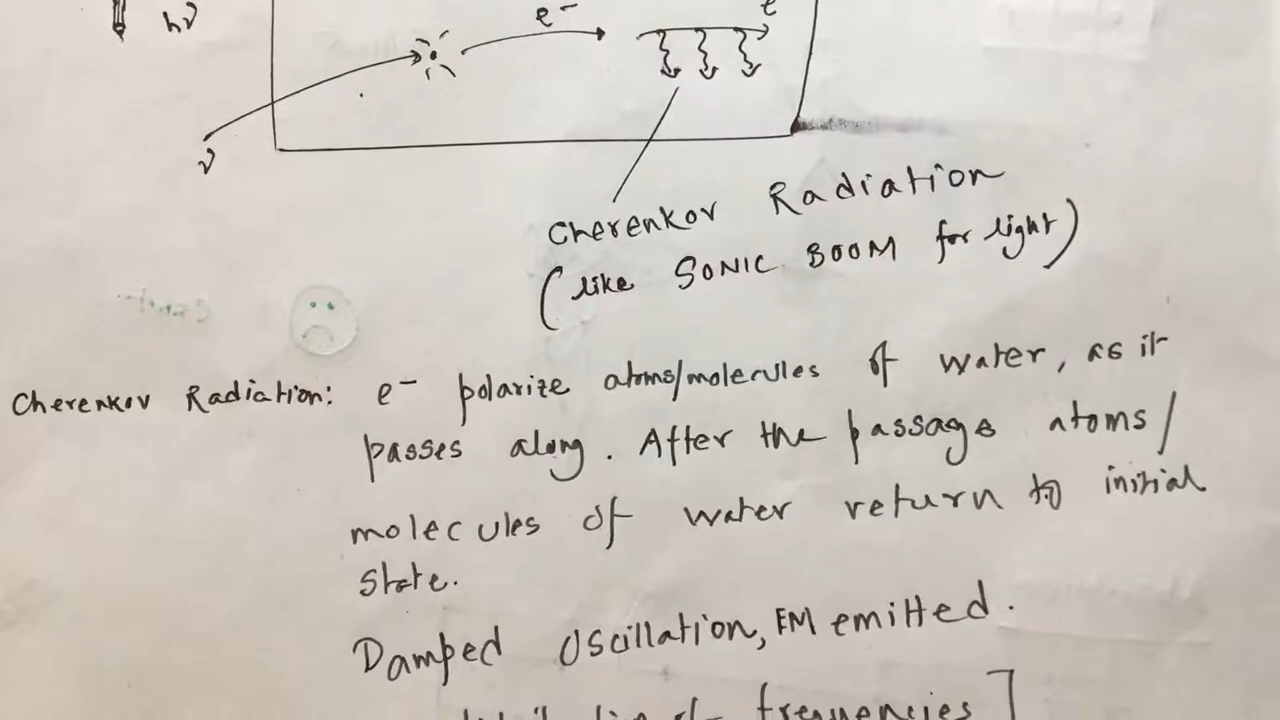 hν
e-
e
ν
Cherenkov Radiation
(like SONIC BOOM for light)
Cherenkov Radiation: e- polarize atoms/molecules of water, as it
passes along. After the passage atoms/
molecules of water return to initial
state.
Damped Oscillation, EM emitted.
frequencies]